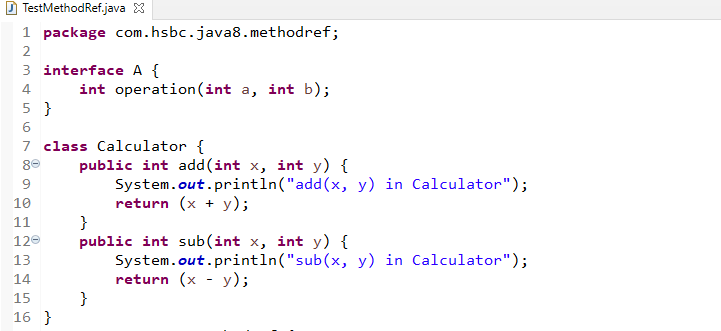 TestMethodRef.java
1 package com.hsbc.java8.methodref;
2
3 interface A {
4     int operation(int a, int b);
5 }
6
7 class Calculator {
8     public int add(int x, int y) {
9         System.out.println("add(x, y) in Calculator");
10         return (x + y);
11     }
12     public int sub(int x, int y) {
13         System.out.println("sub(x, y) in Calculator");
14         return (x - y);
15     }
16 }